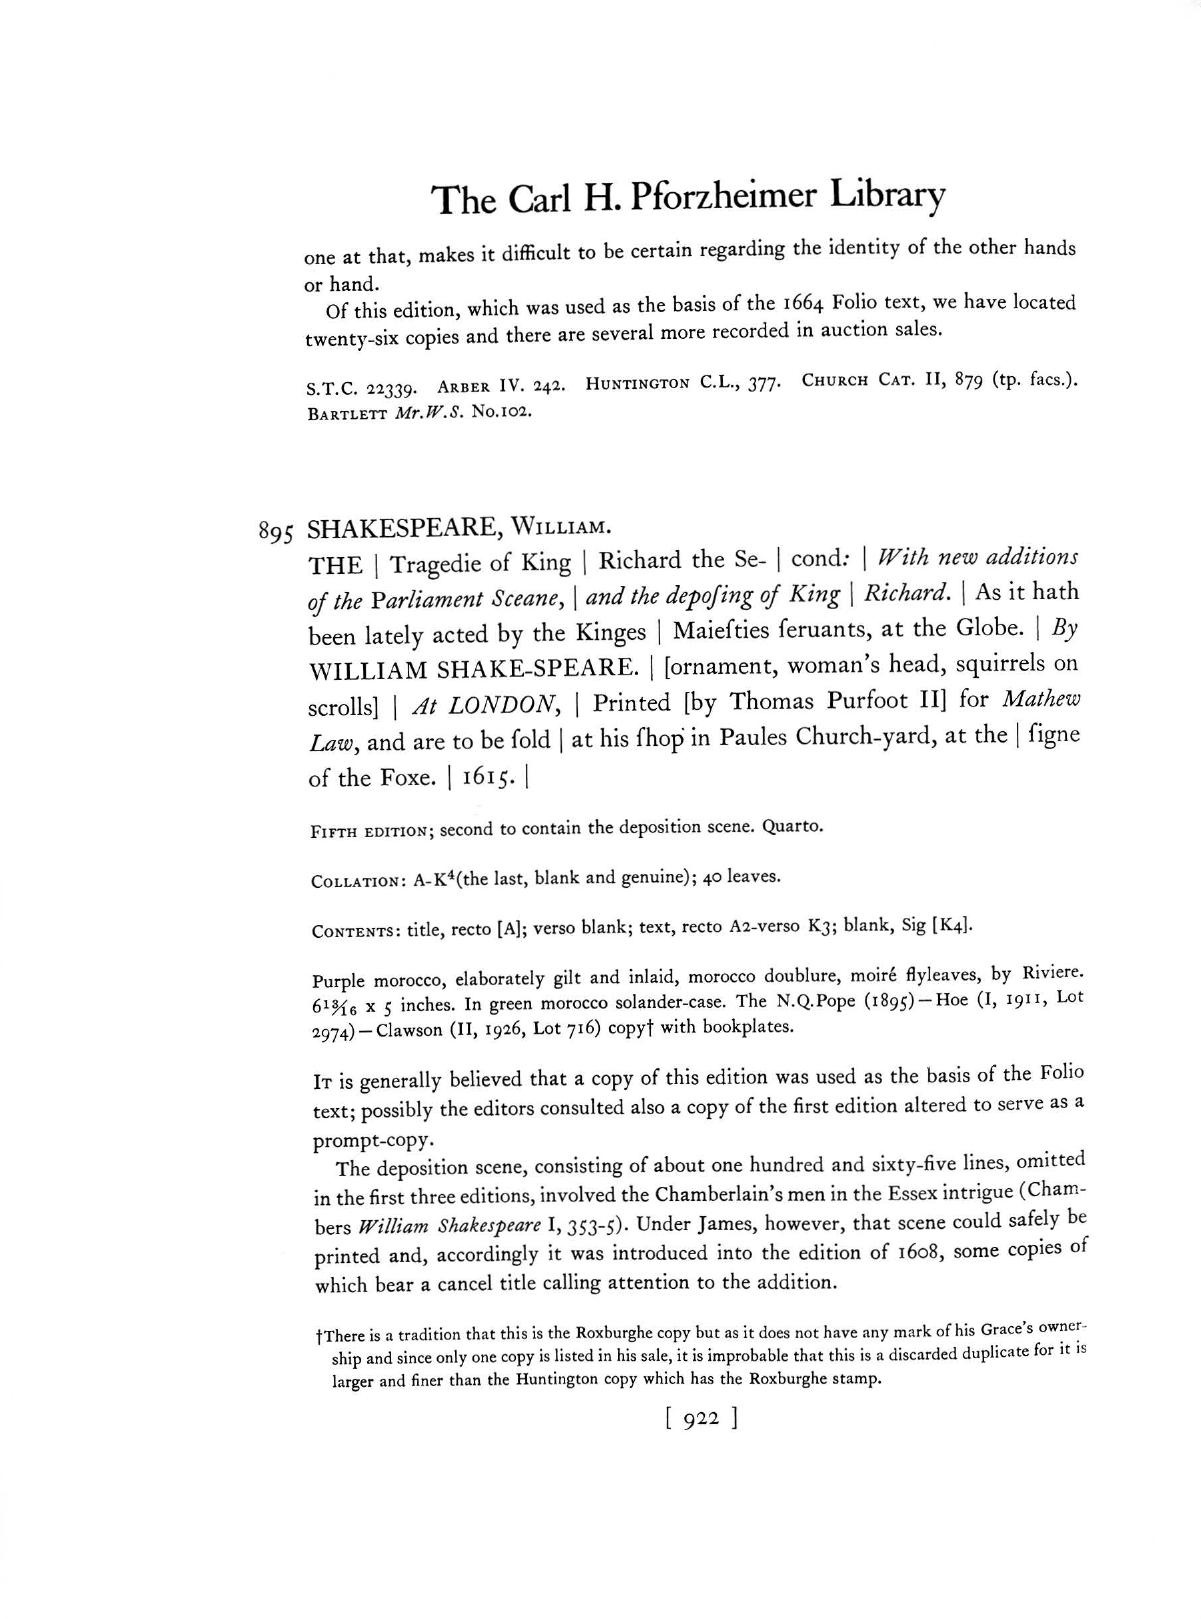 The Carl H. Pforzheimer Library
one at that, makes it difficult to be certain regarding the identity of the other hands
or hand.
Of this edition, which was used as the basis of the 1664 Folio text, we have located
twenty-six copies and there are several more recorded in auction sales.
S.T.C. 22339. Arber IV. 242. Huntington C.L., 377. Church Cat. II, 879 (tp. facs.).
Bartlett Mr.W.S. No.102.
895 SHAKESPEARE, William.
THE | Tragedie of King | Richard the Se- | cond: | With new additions
of the Parliament Sceane, | and the depoſing of King | Richard. | As it hath
been lately acted by the Kinges | Maieſties ſeruants, at the Globe. | By
WILLIAM SHAKE-SPEARE. | [ornament, woman's head, squirrels on
scrolls] | At LONDON, | Printed [by Thomas Purfoot II] for Mathew
Law, and are to be ſold | at his ſhop in Paules Church-yard, at the | ſigne
of the Foxe. | 1615. |
Fifth edition; second to contain the deposition scene. Quarto.
Collation: A-K⁴(the last, blank and genuine); 40 leaves.
Contents: title, recto [A]; verso blank; text, recto A2-verso K3; blank, Sig [K4].
Purple morocco, elaborately gilt and inlaid, morocco doublure, moiré flyleaves, by Riviere.
6 13/16 x 5 inches. In green morocco solander-case. The N.Q.Pope (1895)—Hoe (I, 1911, Lot
2974)—Clawson (II, 1926, Lot 716) copy† with bookplates.
It is generally believed that a copy of this edition was used as the basis of the Folio
text; possibly the editors consulted also a copy of the first edition altered to serve as a
prompt-copy.
The deposition scene, consisting of about one hundred and sixty-five lines, omitted
in the first three editions, involved the Chamberlain's men in the Essex intrigue (Cham-
bers William Shakespeare I, 353-5). Under James, however, that scene could safely be
printed and, accordingly it was introduced into the edition of 1608, some copies of
which bear a cancel title calling attention to the addition.
†There is a tradition that this is the Roxburghe copy but as it does not have any mark of his Grace's owner-
ship and since only one copy is listed in his sale, it is improbable that this is a discarded duplicate for it is
larger and finer than the Huntington copy which has the Roxburghe stamp.
[ 922 ]